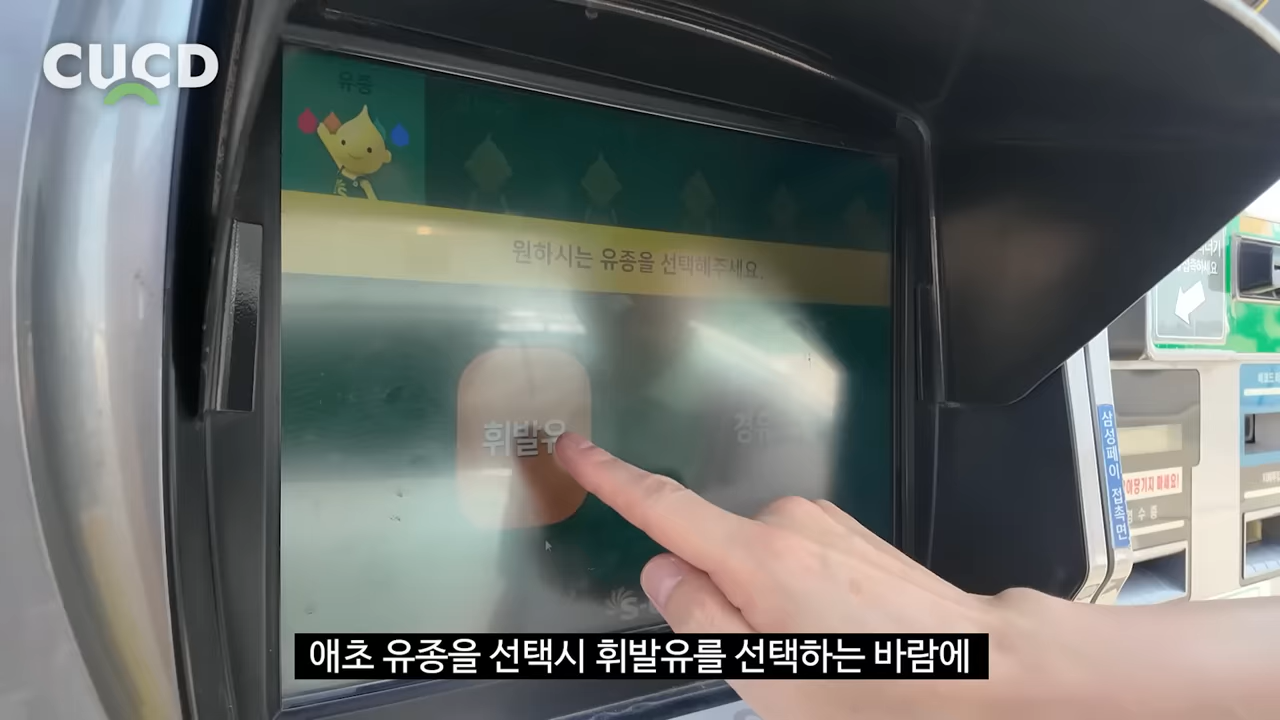 CUCD
유종
원하시는 유종을 선택해주세요.
휘발유
경유
S-
삼성페이 접촉면
애초 유종을 선택시 휘발유를 선택하는 바람에